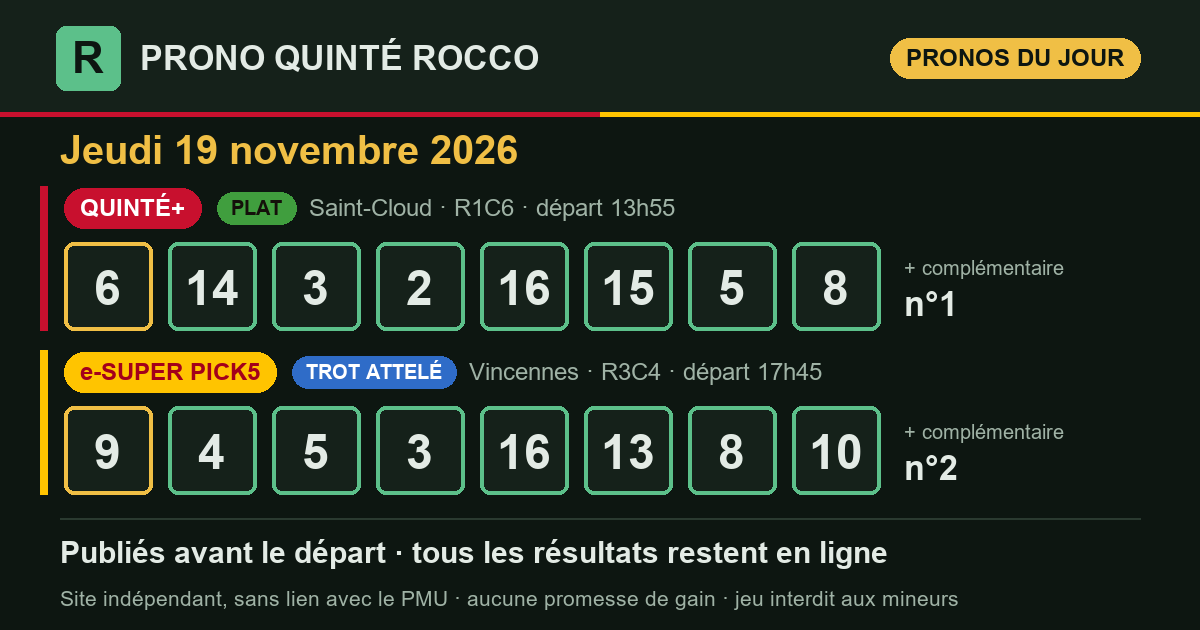 R PRONO QUINTÉ ROCCO PRONOS DU JOUR
Jeudi 19 novembre 2026
QUINTÉ+ PLAT Saint-Cloud · R1C6 · départ 13h55
6 14 3 2 16 15 5 8 + complémentaire
n°1
e-SUPER PICK5 TROT ATTELÉ Vincennes · R3C4 · départ 17h45
9 4 5 3 16 13 8 10 + complémentaire
n°2
Publiés avant le départ · tous les résultats restent en ligne
Site indépendant, sans lien avec le PMU · aucune promesse de gain · jeu interdit aux mineurs